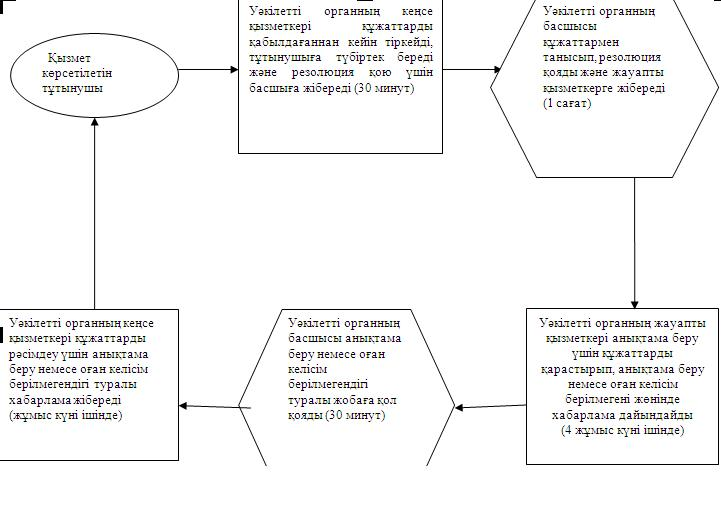 Қызмет
көрсетілетін
тұтынушы
Уәкілетті органның кеңсе
қызметкері құжаттарды
қабылдағаннан кейін тіркейді,
тұтынушыға түбіртек береді
және резолюция қою үшін
басшыға жібереді (30 минут)
Уәкілетті органның
басшысы
құжаттармен
танысып, резолюция
қояды және жауапты
қызметкерге жібереді
(1 сағат)
Уәкілетті органның жауапты
қызметкері анықтама беру
үшін құжаттарды
қарастырып, анықтама беру
немесе оған келісім
берілмегені жөнінде
хабарлама дайындайды
(4 жұмыс күні ішінде)
Уәкілетті органның
басшысы анықтама
беру немесе оған
келісім
берілмегендігі
туралы жобаға қол
қояды (30 минут)
Уәкілетті органның кеңсе
қызметкері құжаттарды
рәсімдеу үшін анықтама
беру немесе оған келісім
берілмегендігі туралы
хабарлама жібереді
(жұмыс күні ішінде)